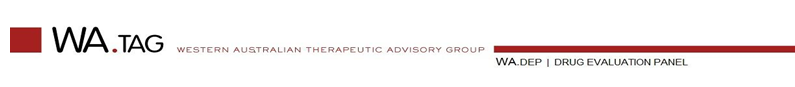 WA.TAG WESTERN AUSTRALIAN THERAPEUTIC ADVISORY GROUP
WA.DEP | DRUG EVALUATION PANEL